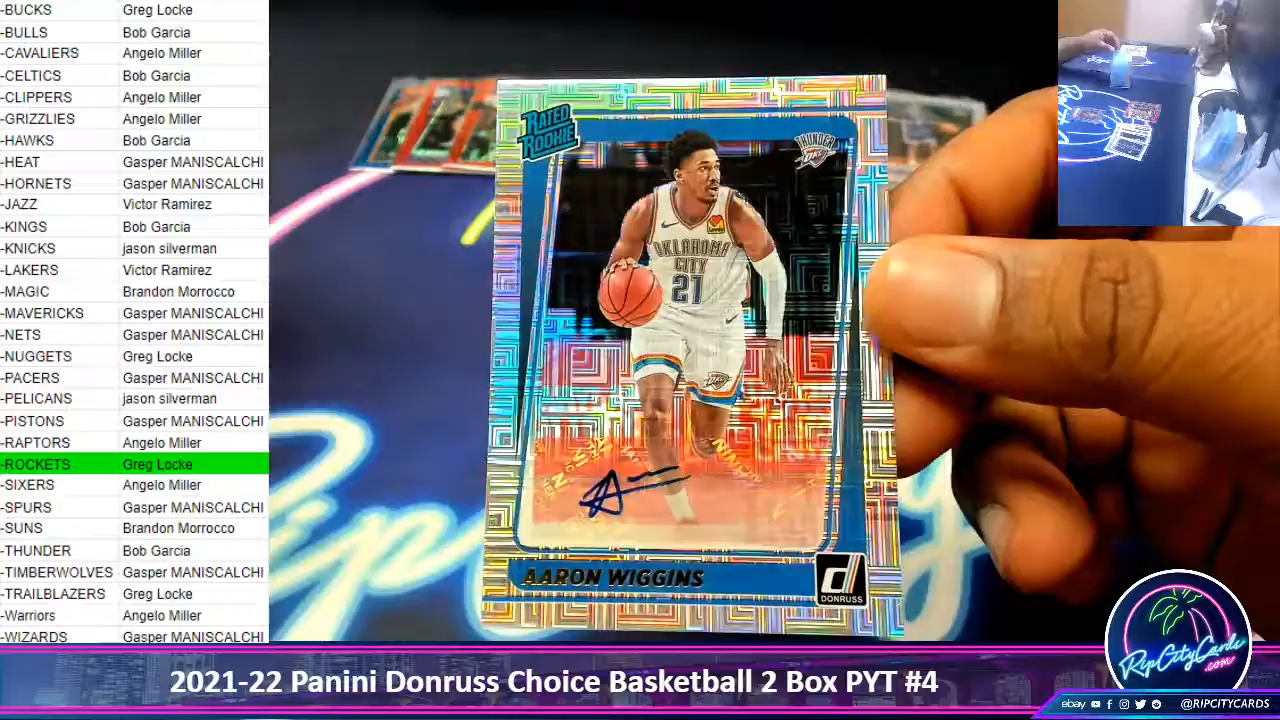 -BUCKS Greg Locke
-BULLS Bob Garcia
-CAVALIERS Angelo Miller
-CELTICS Bob Garcia
-CLIPPERS Angelo Miller
-GRIZZLIES Angelo Miller
-HAWKS Bob Garcia
-HEAT Gasper MANISCALCHI
-HORNETS Gasper MANISCALCHI
-JAZZ Victor Ramirez
-KINGS Bob Garcia
-KNICKS jason silverman
-LAKERS Victor Ramirez
-MAGIC Brandon Morrocco
-MAVERICKS Gasper MANISCALCHI
-NETS Gasper MANISCALCHI
-NUGGETS Greg Locke
-PACERS Gasper MANISCALCHI
-PELICANS jason silverman
-PISTONS Gasper MANISCALCHI
-RAPTORS Angelo Miller
-ROCKETS Greg Locke
-SIXERS Angelo Miller
-SPURS Gasper MANISCALCHI
-SUNS Brandon Morrocco
-THUNDER Bob Garcia
-TIMBERWOLVES Gasper MANISCALCHI
-TRAILBLAZERS Greg Locke
-Warriors Angelo Miller
-WIZARDS Gasper MANISCALCHI
RATED
ROOKIE
THUNDER
OKC
OKLAHOMA
CITY
21
AARON WIGGINS
DONRUSS
2021-22 Panini Donruss Choice Basketball 2 Box PYT #4
RipCityCards
.com
ebay @RIPCITYCARDS